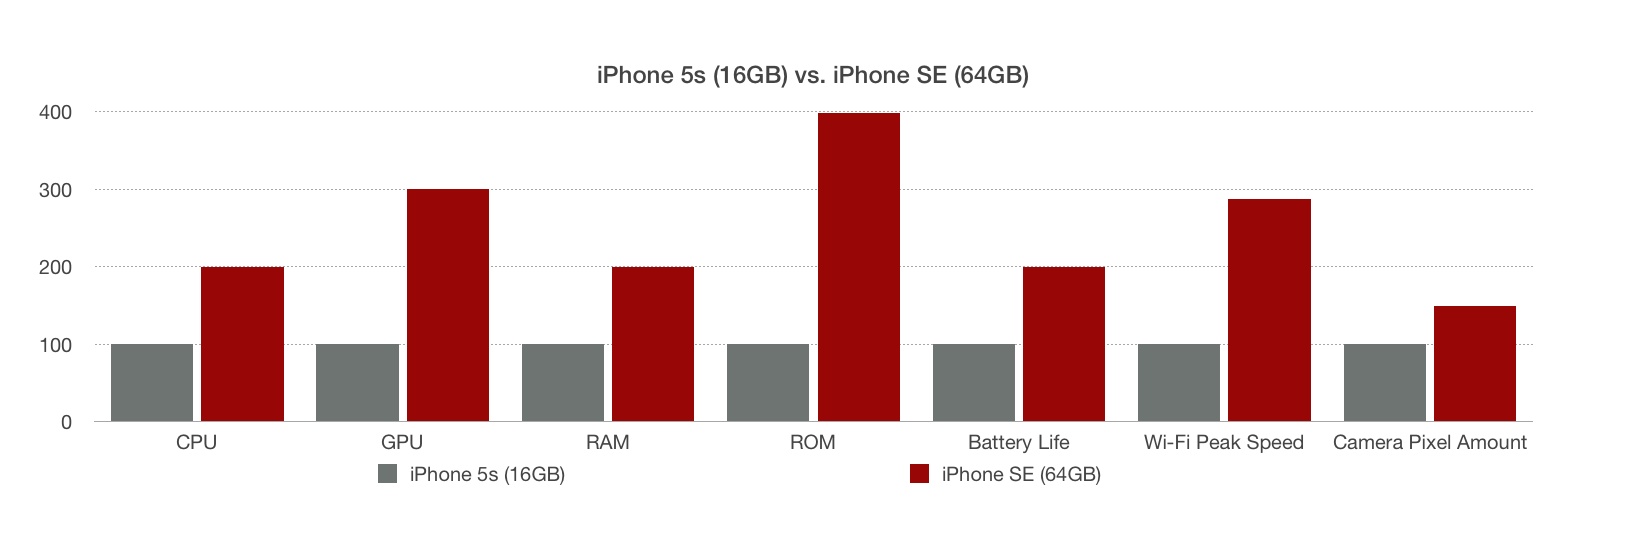 iPhone 5s (16GB) vs. iPhone SE (64GB)
400
300
200
100
0
CPU GPU RAM ROM Battery Life Wi-Fi Peak Speed Camera Pixel Amount
iPhone 5s (16GB) iPhone SE (64GB)